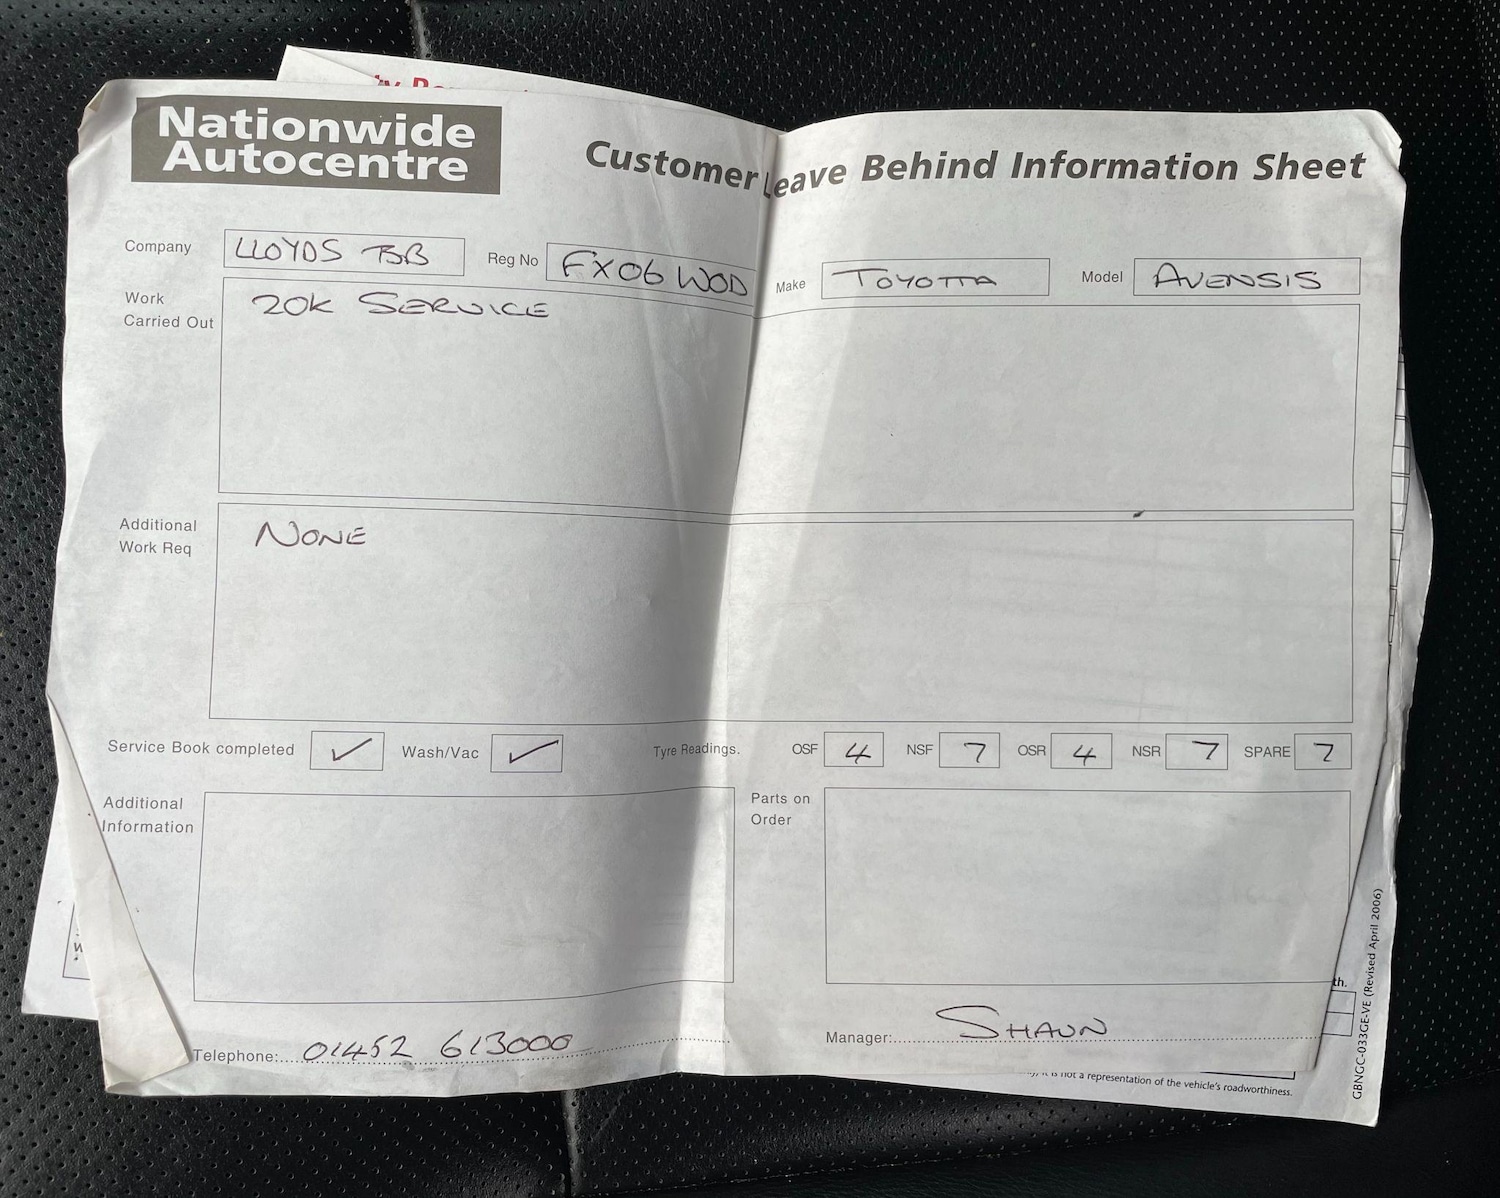 Nationwide
Autocentre
Customer Leave Behind Information Sheet
Company LLOYDS TSB Reg No FX06 WOD Make TOYOTTA Model AVENSIS
Work
Carried Out
20K SERVICE
Additional
Work Req
NONE
Service Book completed ✓ Wash/Vac ✓ Tyre Readings. OSF 4 NSF 7 OSR 4 NSR 7 SPARE 7
Additional
Information
Parts on
Order
Telephone: 01452 613000
Manager: SHAUN
th.
it is not a representation of the vehicle's roadworthiness.
GBNGC-033GE-VE (Revised April 2006)